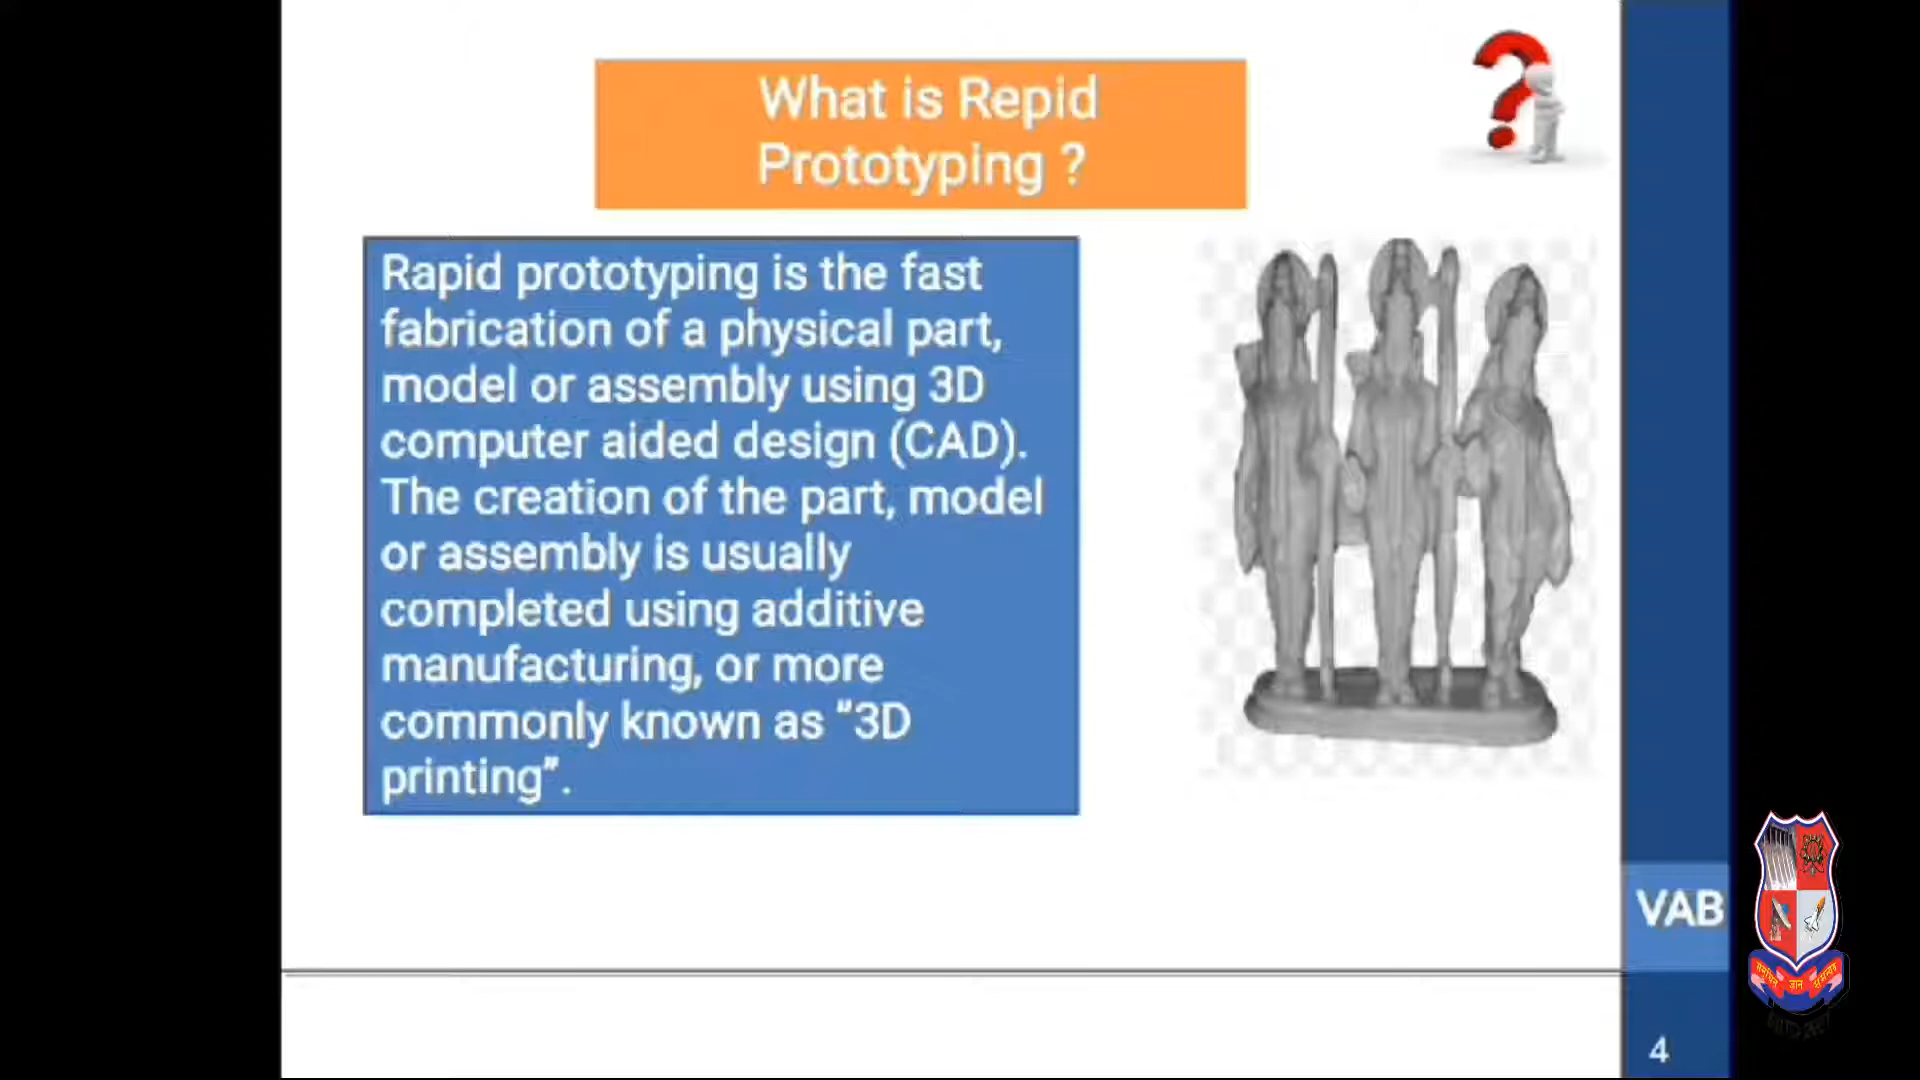 What is Repid
Prototyping ?
Rapid prototyping is the fast
fabrication of a physical part,
model or assembly using 3D
computer aided design (CAD).
The creation of the part, model
or assembly is usually
completed using additive
manufacturing, or more
commonly known as "3D
printing".
VAB
ज्ञान
4